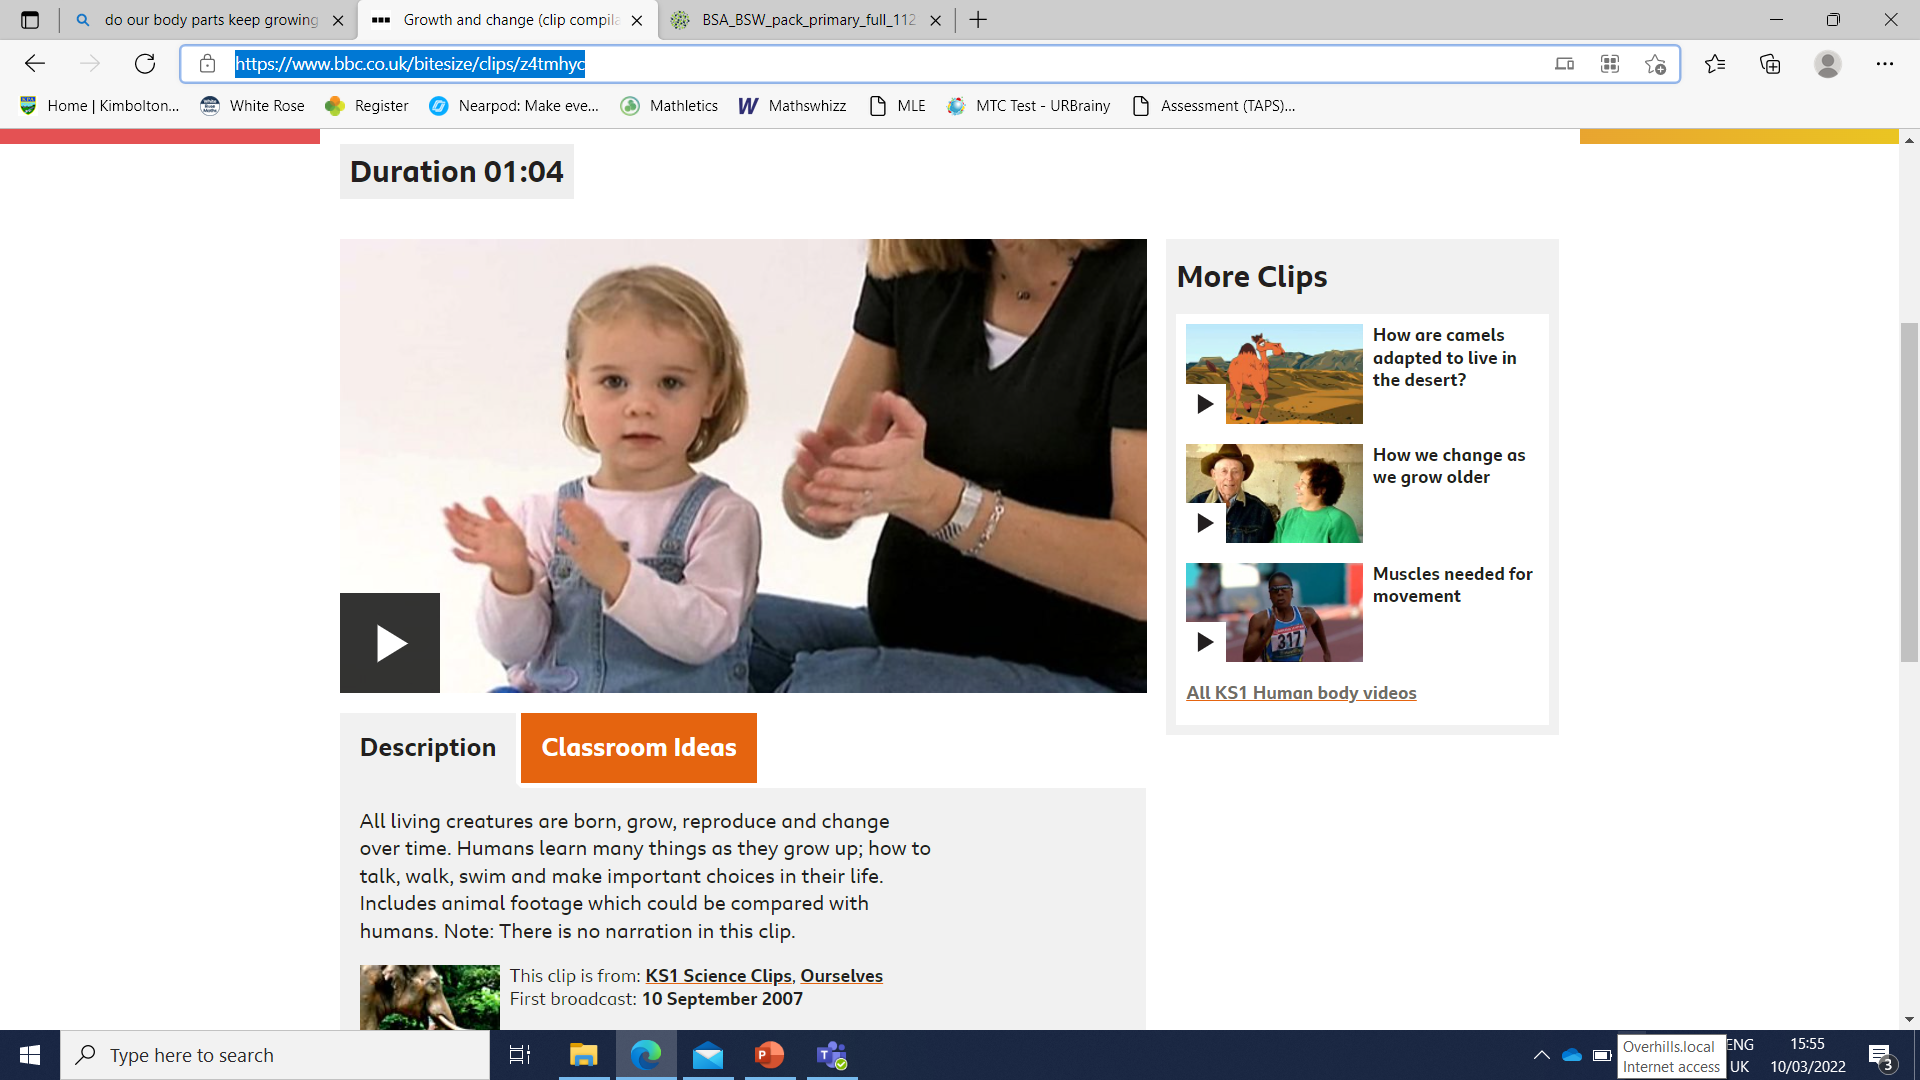 do our body parts keep growing
Growth and change (clip compila
BSA_BSW_pack_primary_full_112
https://www.bbc.co.uk/bitesize/clips/z4tmhyc
Home | Kimbolton...
White Rose
Register
Nearpod: Make eve...
Mathletics
Mathswhizz
MLE
MTC Test - URBrainy
Assessment (TAPS)...
Duration 01:04
More Clips
How are camels
adapted to live in
the desert?
How we change as
we grow older
Muscles needed for
movement
317
All KS1 Human body videos
Description
Classroom Ideas
All living creatures are born, grow, reproduce and change
over time. Humans learn many things as they grow up; how to
talk, walk, swim and make important choices in their life.
Includes animal footage which could be compared with
humans. Note: There is no narration in this clip.
This clip is from: KS1 Science Clips, Ourselves
First broadcast: 10 September 2007
Type here to search
Overhills.local
Internet access
ENG
UK
15:55
10/03/2022
3